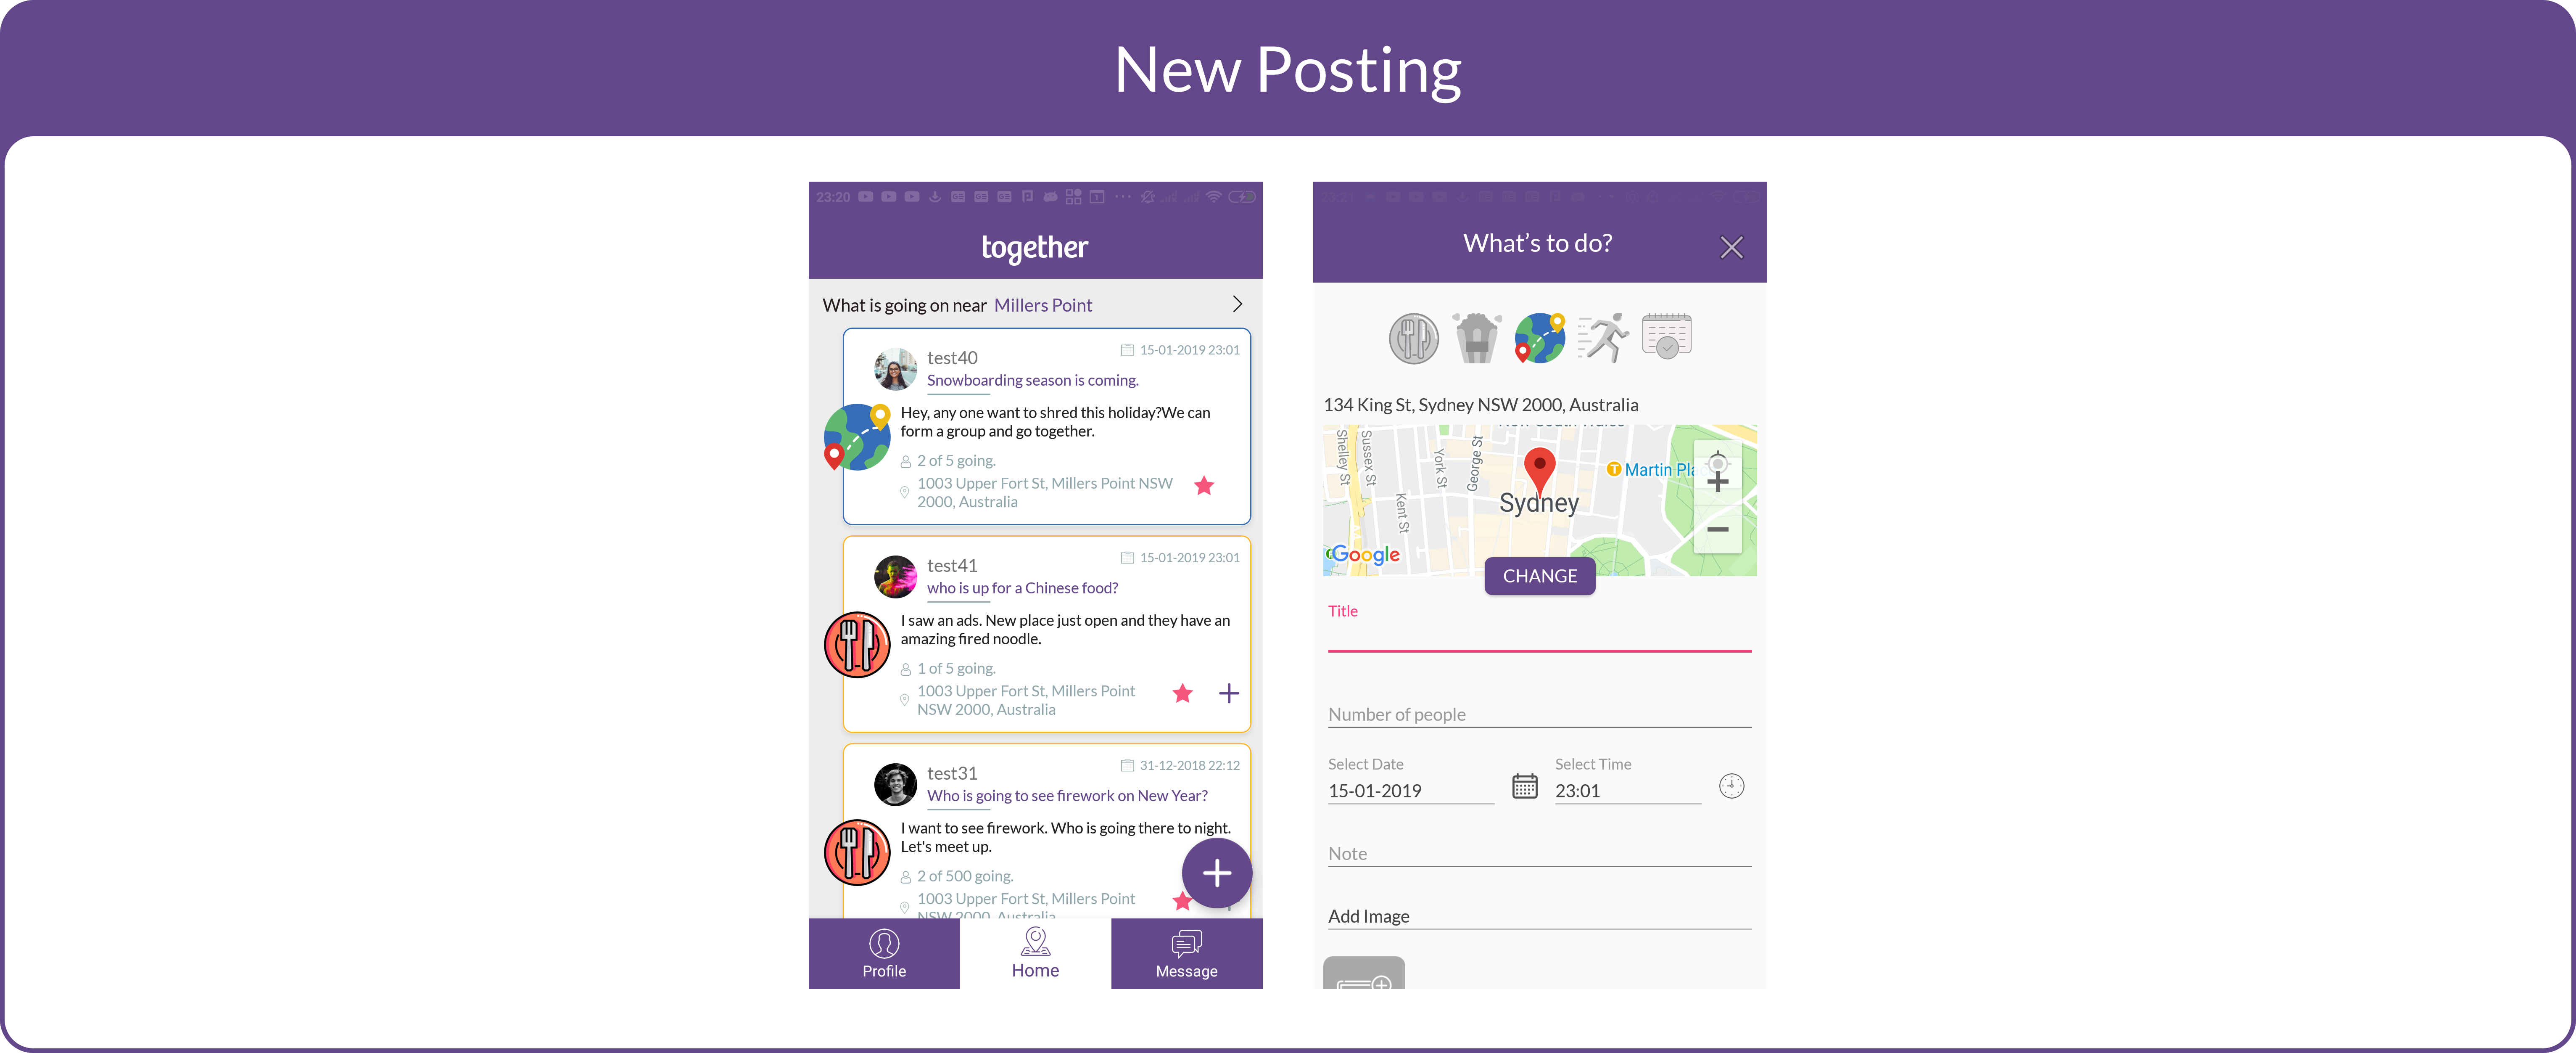 New Posting
23:20
together
What is going on near Millers Point
test40
15-01-2019 23:01
Snowboarding season is coming.
Hey, any one want to shred this holiday?We can
form a group and go together.
2 of 5 going.
1003 Upper Fort St, Millers Point NSW
2000, Australia
test41
15-01-2019 23:01
who is up for a Chinese food?
I saw an ads. New place just open and they have an
amazing fired noodle.
1 of 5 going.
1003 Upper Fort St, Millers Point
NSW 2000, Australia
test31
31-12-2018 22:12
Who is going to see firework on New Year?
I want to see firework. Who is going there to night.
Let's meet up.
2 of 500 going.
1003 Upper Fort St, Millers Point
NSW 2000, Australia
Profile
Home
Message
What's to do?
134 King St, Sydney NSW 2000, Australia
Shelley St
Sussex St
Kent St
York St
George St
Martin Pla
Sydney
Google
CHANGE
Title
Number of people
Select Date
Select Time
15-01-2019
23:01
Note
Add Image